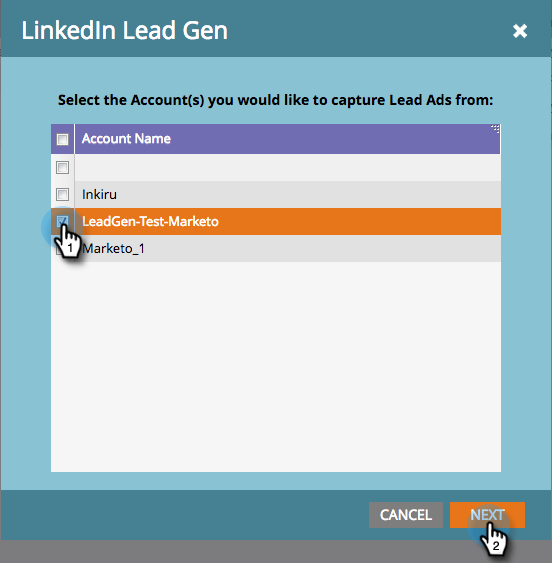 LinkedIn Lead Gen
Select the Account(s) you would like to capture Lead Ads from:
Account Name
Inkiru
LeadGen-Test-Marketo
1
Marketo_1
CANCEL
NEXT
2